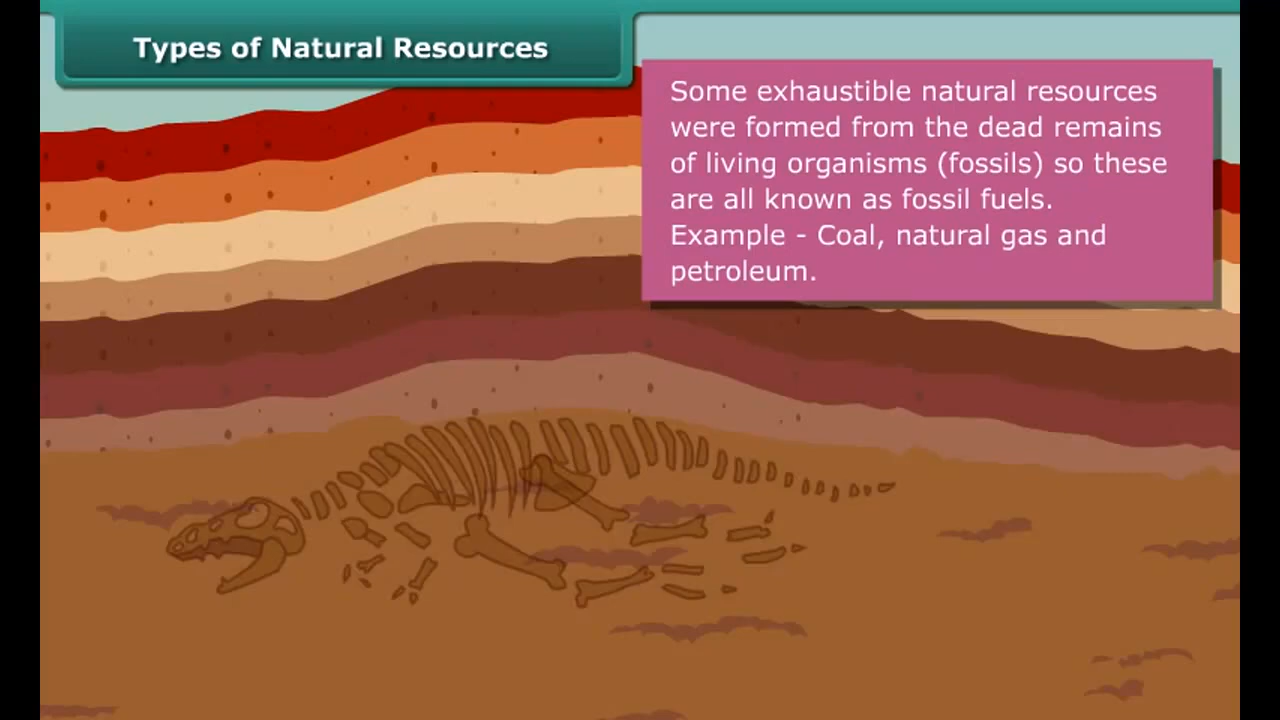 Types of Natural Resources
Some exhaustible natural resources
were formed from the dead remains
of living organisms (fossils) so these
are all known as fossil fuels.
Example - Coal, natural gas and
petroleum.